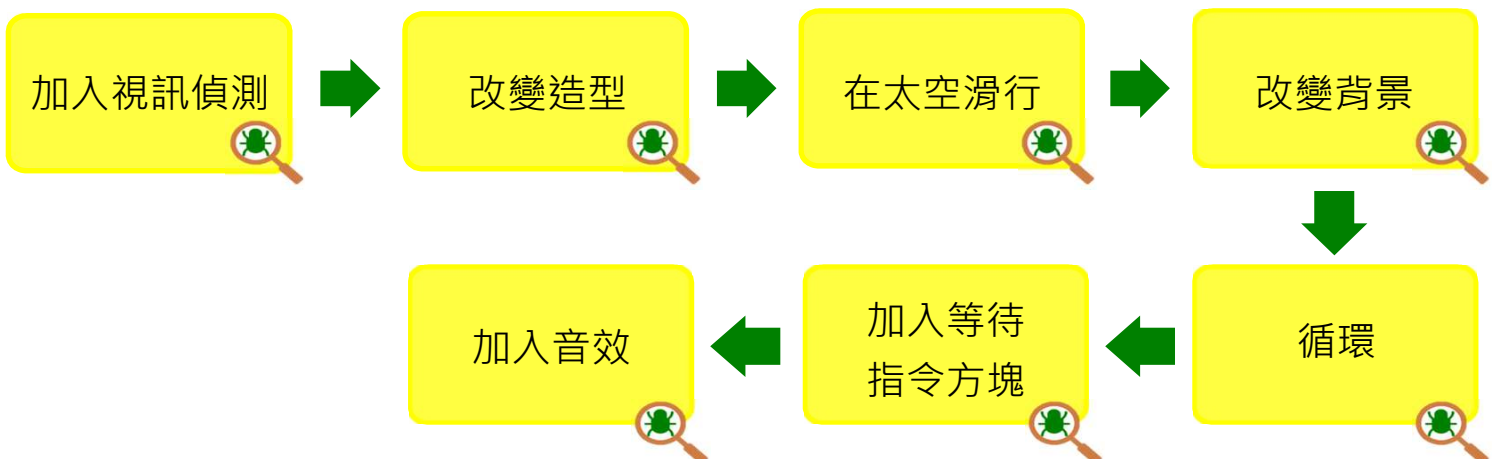 加入視訊偵測
改變造型
在太空滑行
改變背景
循環
加入等待
指令方塊
加入音效